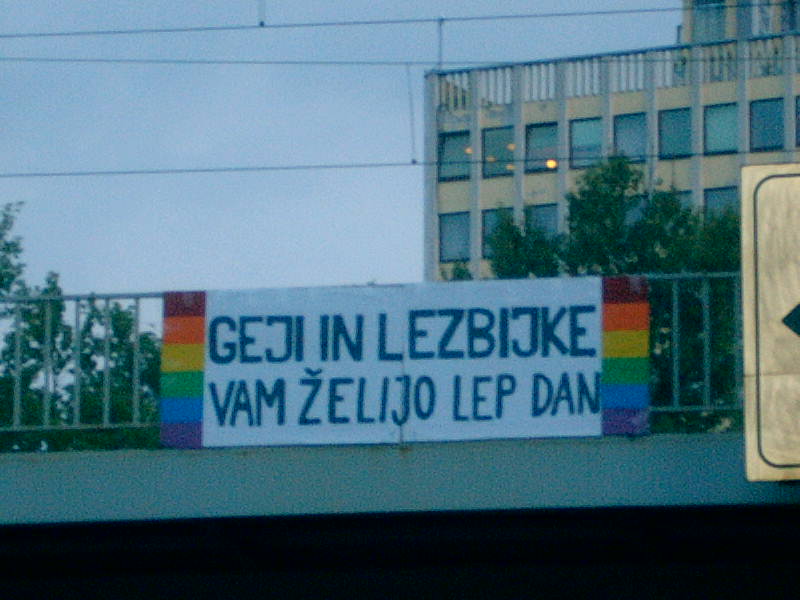 GEJI IN LEZBIJKE
VAM ŽELIJO LEP DAN